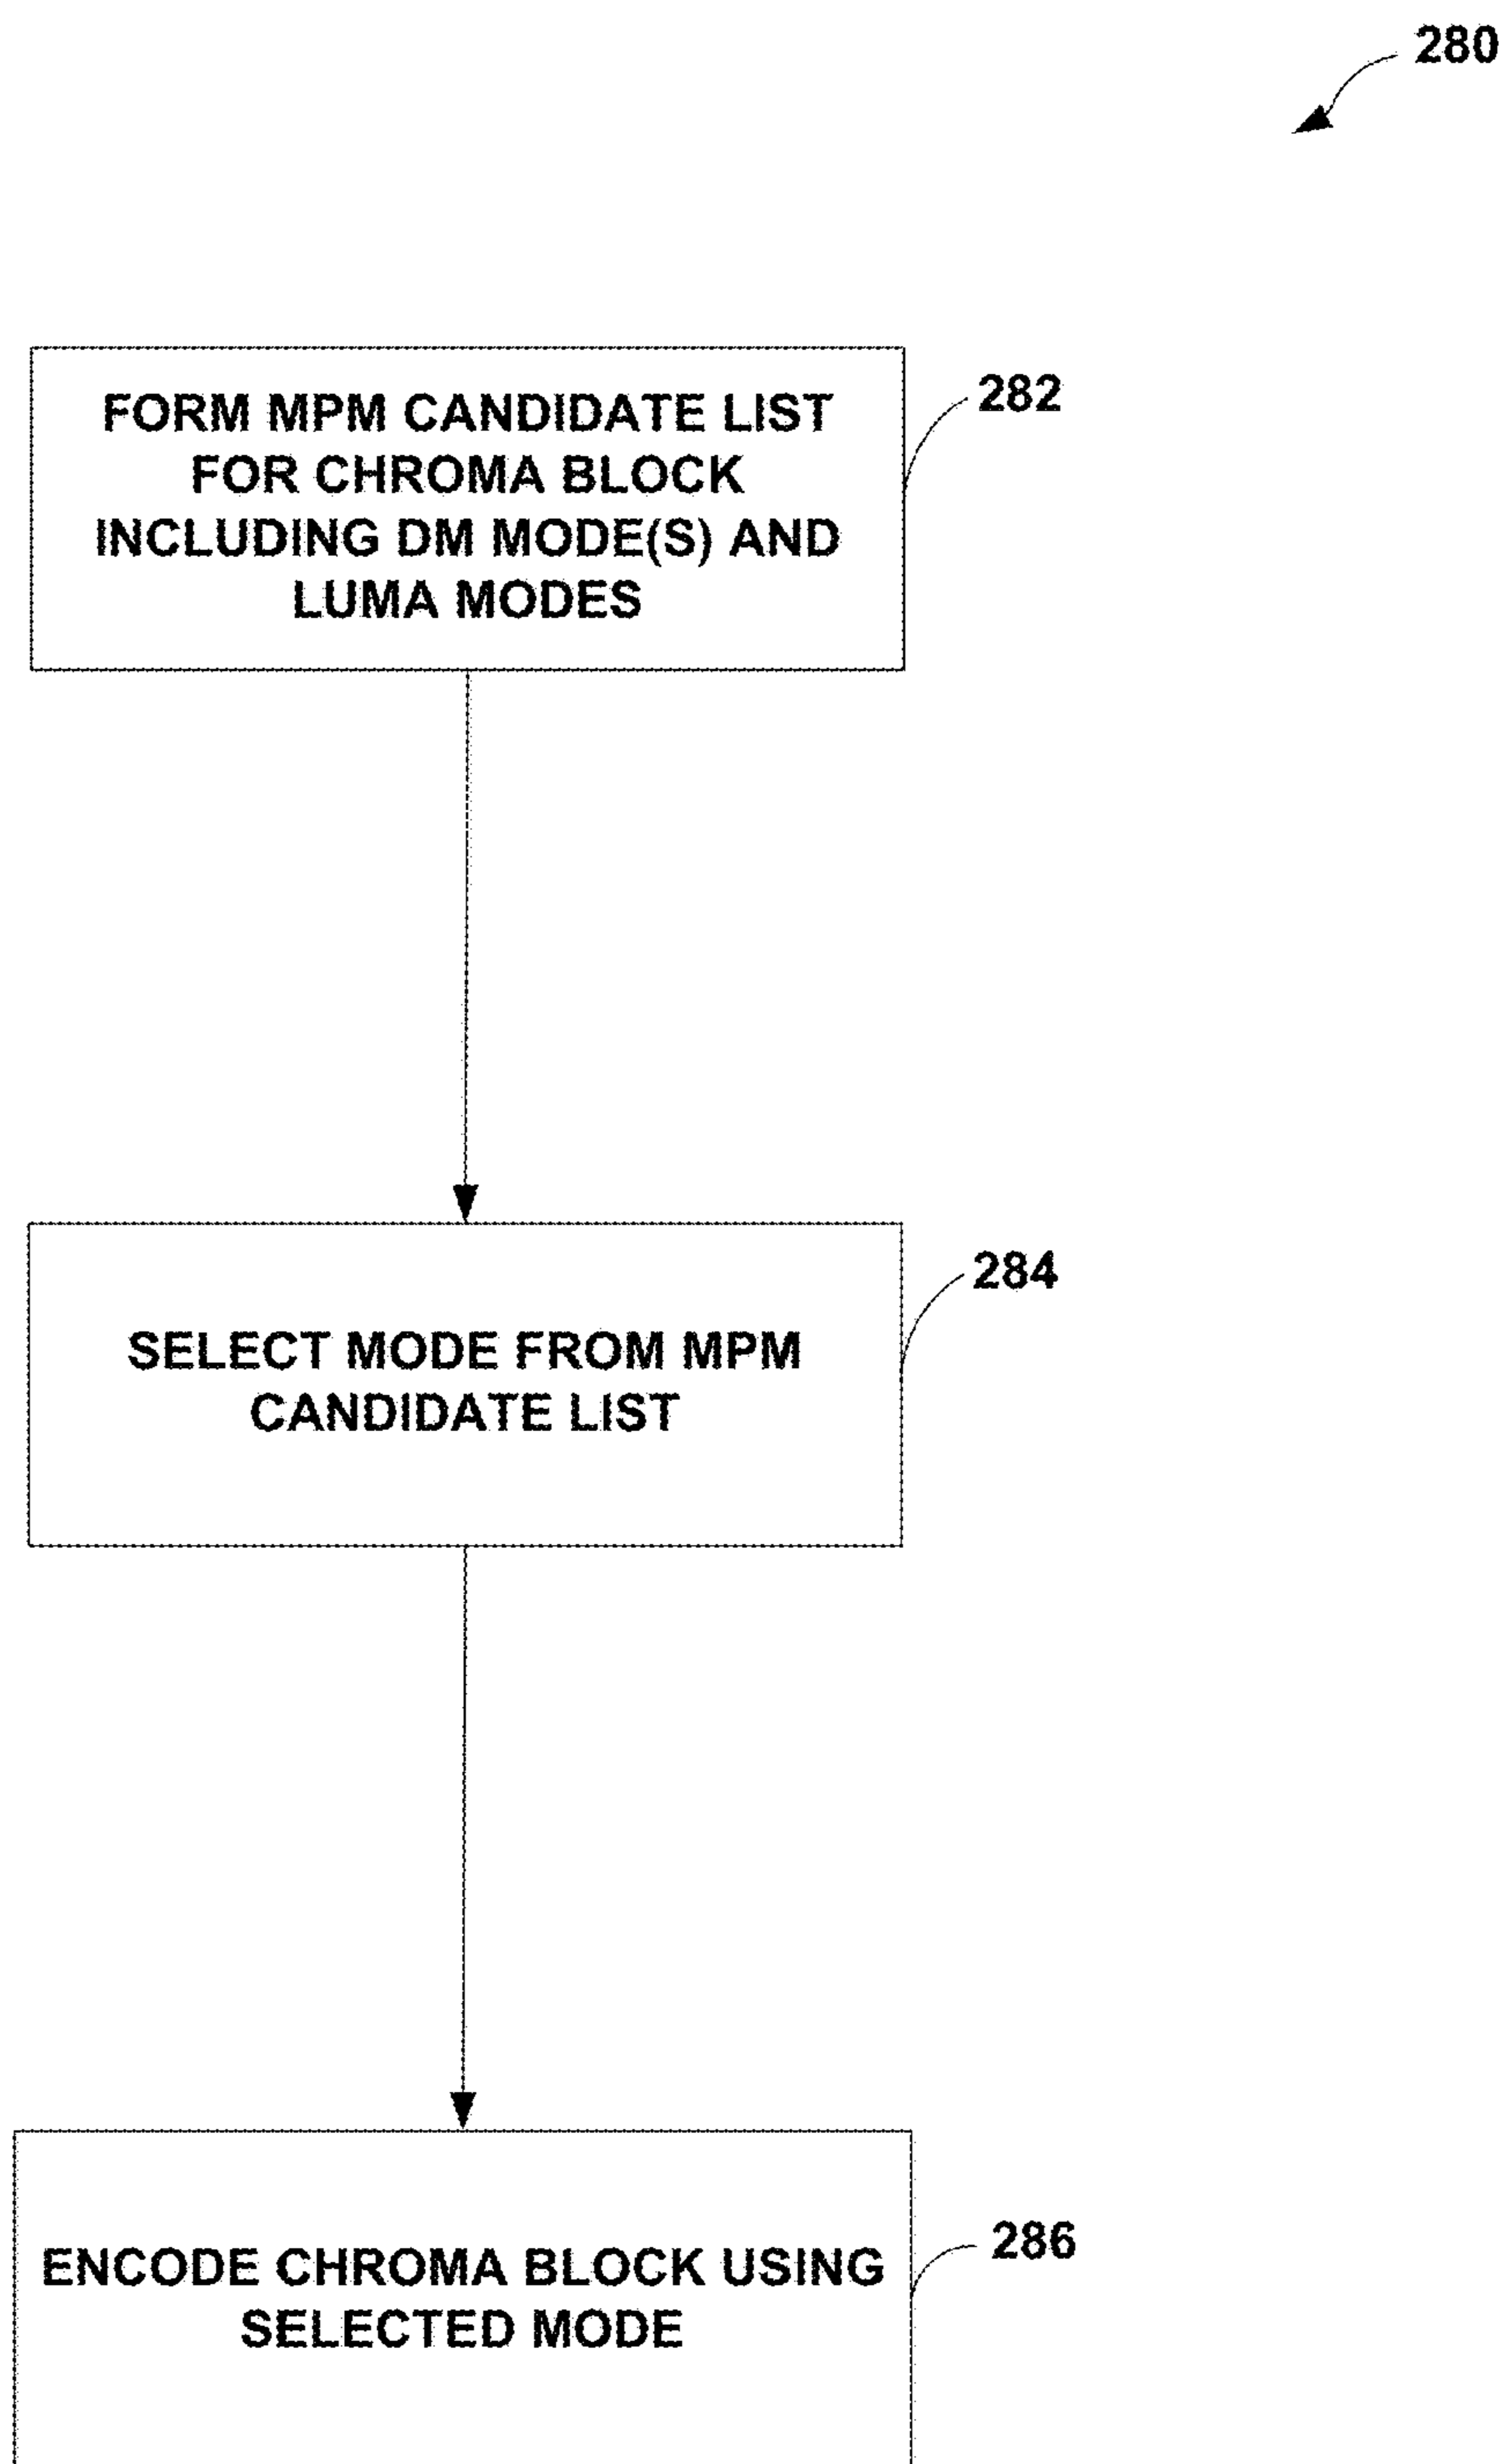 280
FORM MPM CANDIDATE LIST
FOR CHROMA BLOCK
INCLUDING DM MODE(S) AND
LUMA MODES
282
SELECT MODE FROM MPM
CANDIDATE LIST
284
ENCODE CHROMA BLOCK USING
SELECTED MODE
286